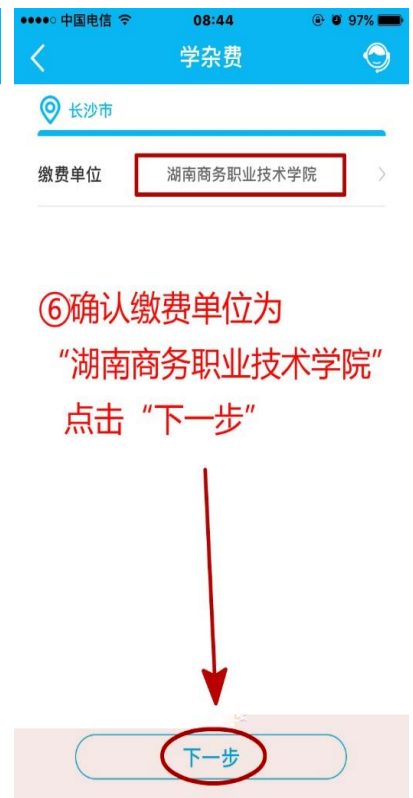 中国电信 08:44 97%
学杂费
长沙市
缴费单位 湖南商务职业技术学院
⑥确认缴费单位为
“湖南商务职业技术学院”
点击“下一步”
下一步